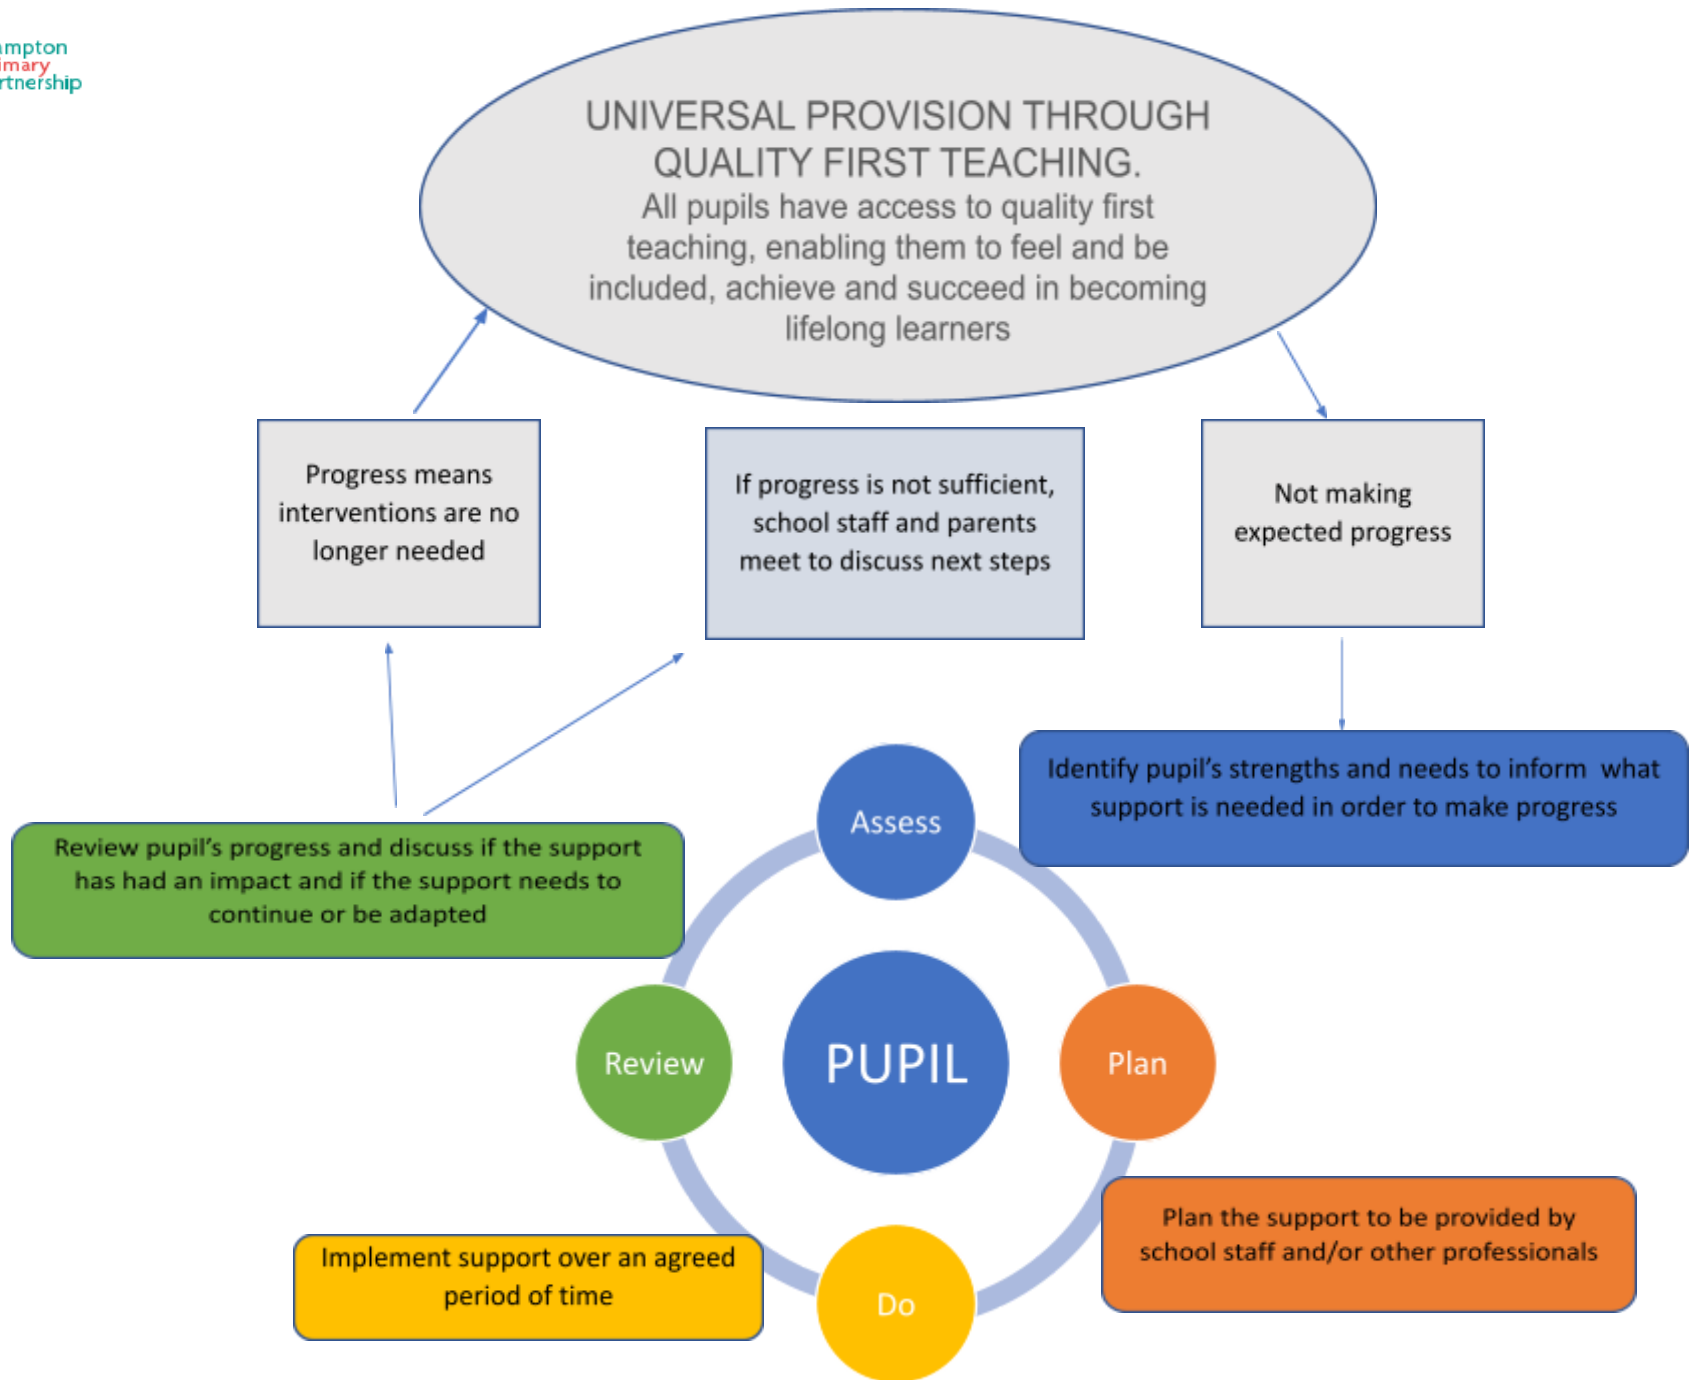 UNIVERSAL PROVISION THROUGH
QUALITY FIRST TEACHING.
All pupils have access to quality first
teaching, enabling them to feel and be
included, achieve and succeed in becoming
lifelong learners
Progress means
interventions are no
longer needed
If progress is not sufficient,
school staff and parents
meet to discuss next steps
Not making
expected progress
Identify pupil's strengths and needs to inform  what
support is needed in order to make progress
Assess
Review pupil's progress and discuss if the support
has had an impact and if the support needs to
continue or be adapted
Review
PUPIL
Plan
Plan the support to be provided by
school staff and/or other professionals
Implement support over an agreed
period of time
Do